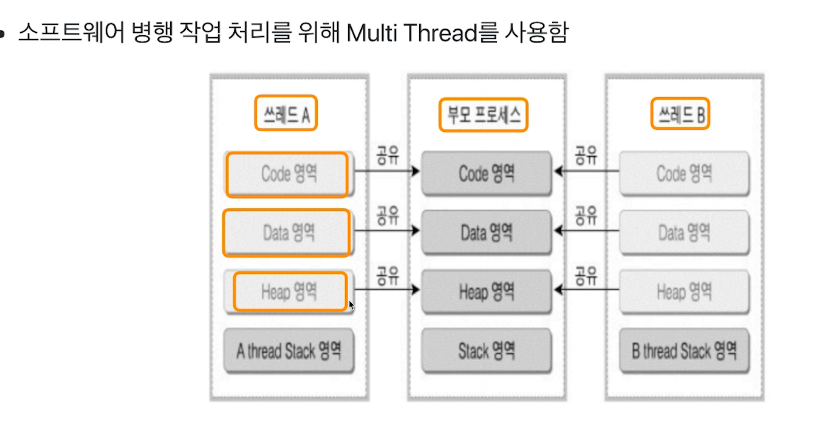 • 소프트웨어 병행 작업 처리를 위해 Multi Thread를 사용함
쓰레드 A
부모 프로세스
쓰레드 B
Code 영역
공유
Code 영역
공유
Code 영역
Data 영역
공유
Data 영역
공유
Data 영역
Heap 영역
공유
Heap 영역
공유
Heap 영역
A thread Stack 영역
Stack 영역
B thread Stack 영역